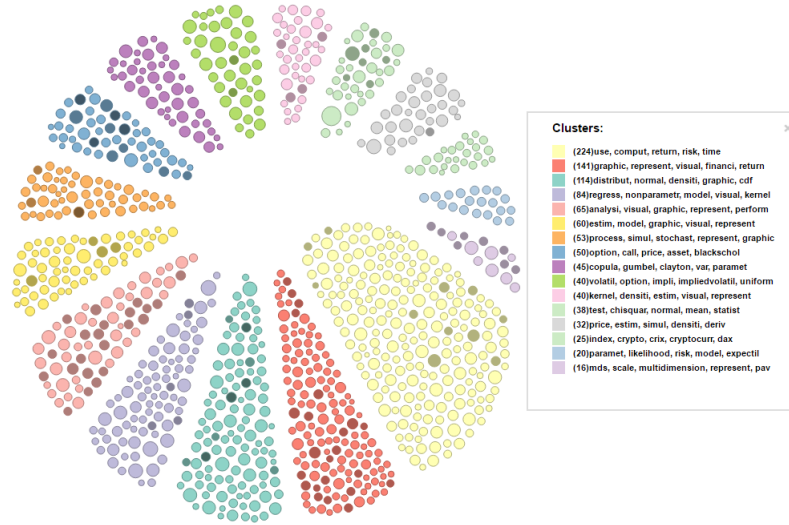 Clusters:
(224)use, comput, return, risk, time
(141)graphic, represent, visual, financi, return
(114)distribut, normal, densiti, graphic, cdf
(84)regress, nonparametr, model, visual, kernel
(65)analysis, visual, graphic, represent, perform
(60)estim, model, graphic, visual, represent
(53)process, simul, stochast, represent, graphic
(50)option, call, price, asset, blackschol
(45)copula, gumbel, clayton, var, paramet
(40)volatil, option, impli, impliedvolatil, uniform
(40)kernel, densiti, estim, visual, represent
(38)test, chisquar, normal, mean, statist
(32)price, estim, simul, densiti, deriv
(25)index, crypto, crix, cryptocurr, dax
(20)paramet, likelihood, risk, model, expectil
(16)mds, scale, multidimension, represent, pav